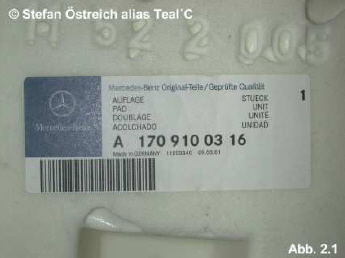 © Stefan Östreich alias Teal´C
Mercedes-Benz Original-Teile / Geprüfte Qualität
AUFLAGE STUECK 1
PAD UNIT
DOUBLAGE UNITE
ACOLCHADO UNIDAD
Mercedes-Benz
A 170 910 03 16
Made in GERMANY
Abb. 2.1